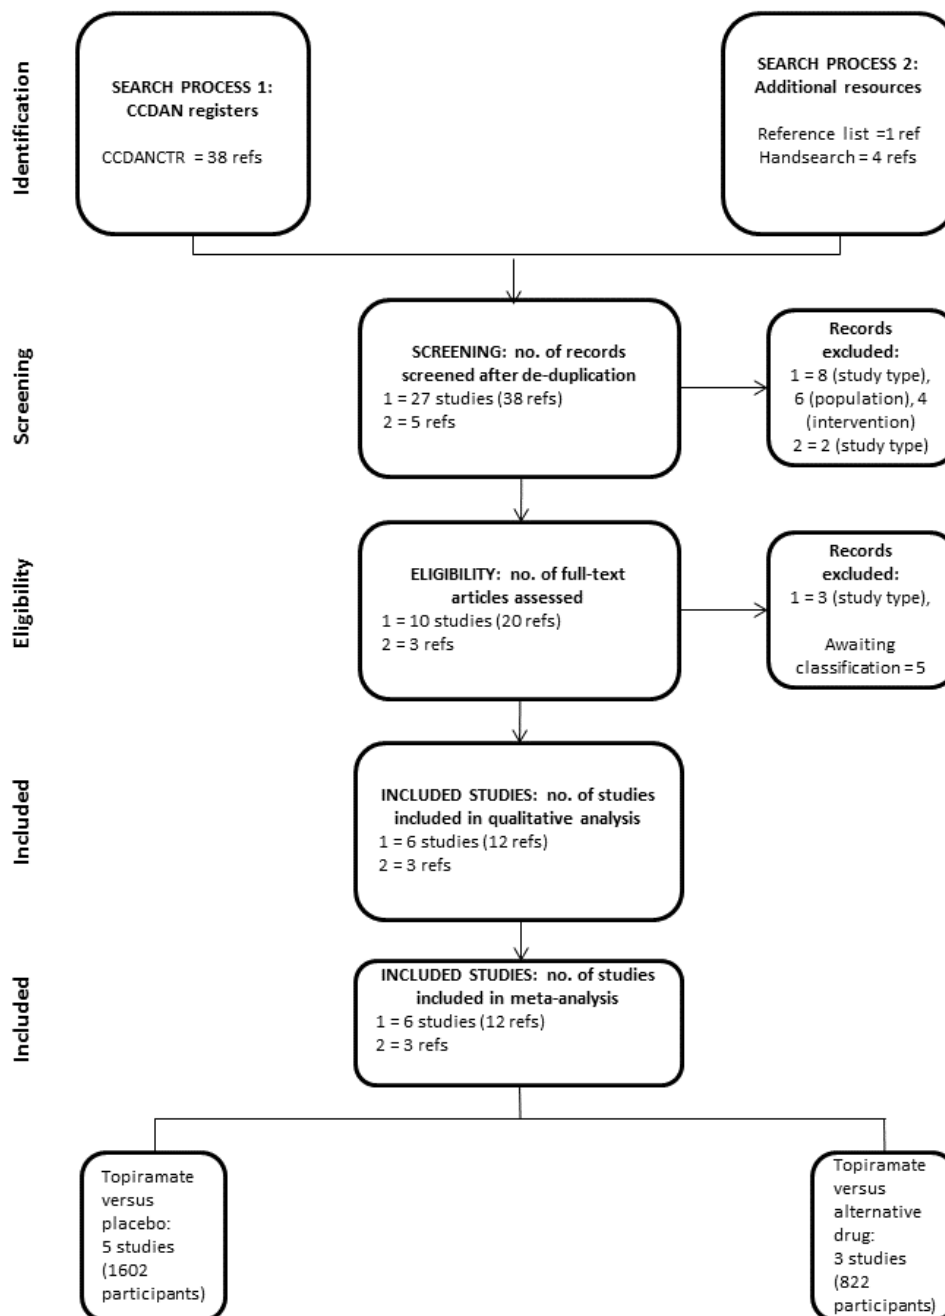 Identification
SEARCH PROCESS 1:
CCDAN registers
CCDANCTR = 38 refs
SEARCH PROCESS 2:
Additional resources
Reference list =1 ref
Handsearch = 4 refs
Screening
SCREENING: no. of records
screened after de-duplication
1 = 27 studies (38 refs)
2 = 5 refs
Records
excluded:
1 = 8 (study type),
6 (population), 4
(intervention)
2 = 2 (study type)
Eligibility
ELIGIBILITY: no. of full-text
articles assessed
1 = 10 studies (20 refs)
2 = 3 refs
Records
excluded:
1 = 3 (study type),
Awaiting
classification =5
Included
INCLUDED STUDIES: no. of studies
included in qualitative analysis
1 = 6 studies (12 refs)
2 = 3 refs
Included
INCLUDED STUDIES: no. of studies
included in meta-analysis
1 = 6 studies (12 refs)
2 = 3 refs
Topiramate
versus
placebo:
5 studies
(1602
participants)
Topiramate
versus
alternative
drug:
3 studies
(822
participants)